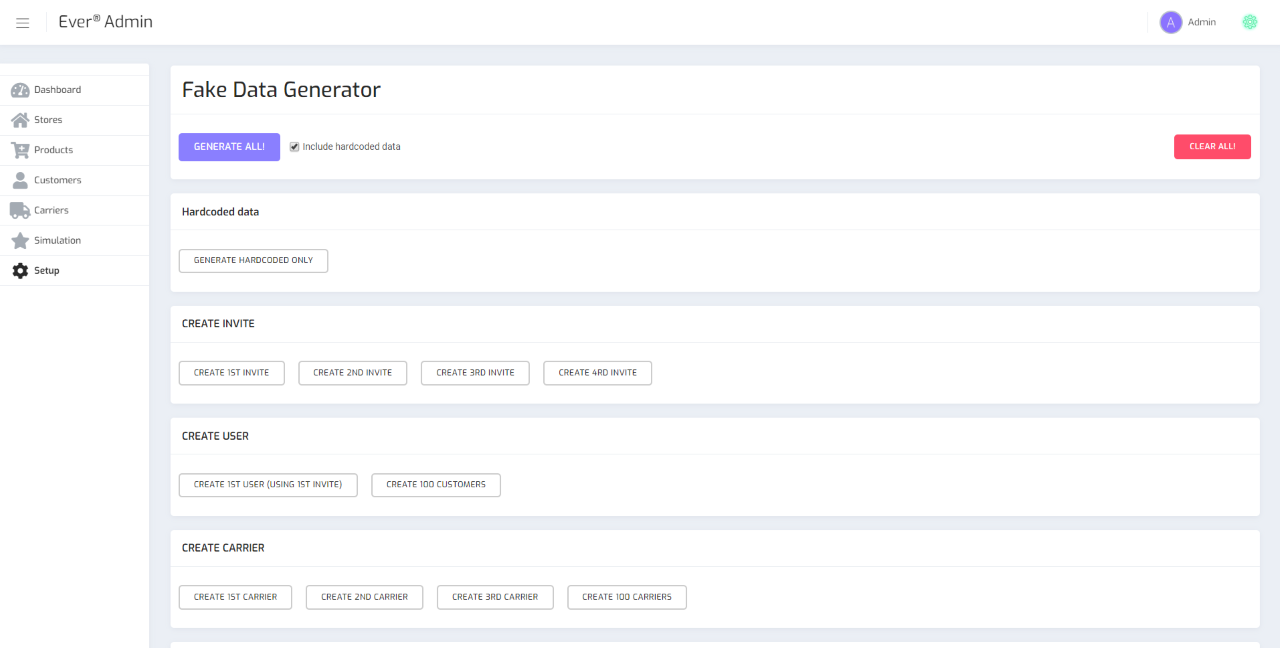 Ever® Admin
A Admin
Dashboard
Stores
Products
Customers
Carriers
Simulation
Setup
Fake Data Generator
GENERATE ALL! Include hardcoded data CLEAR ALL!
Hardcoded data
GENERATE HARDCODED ONLY
CREATE INVITE
CREATE 1ST INVITE CREATE 2ND INVITE CREATE 3RD INVITE CREATE 4RD INVITE
CREATE USER
CREATE 1ST USER (USING 1ST INVITE) CREATE 100 CUSTOMERS
CREATE CARRIER
CREATE 1ST CARRIER CREATE 2ND CARRIER CREATE 3RD CARRIER CREATE 100 CARRIERS